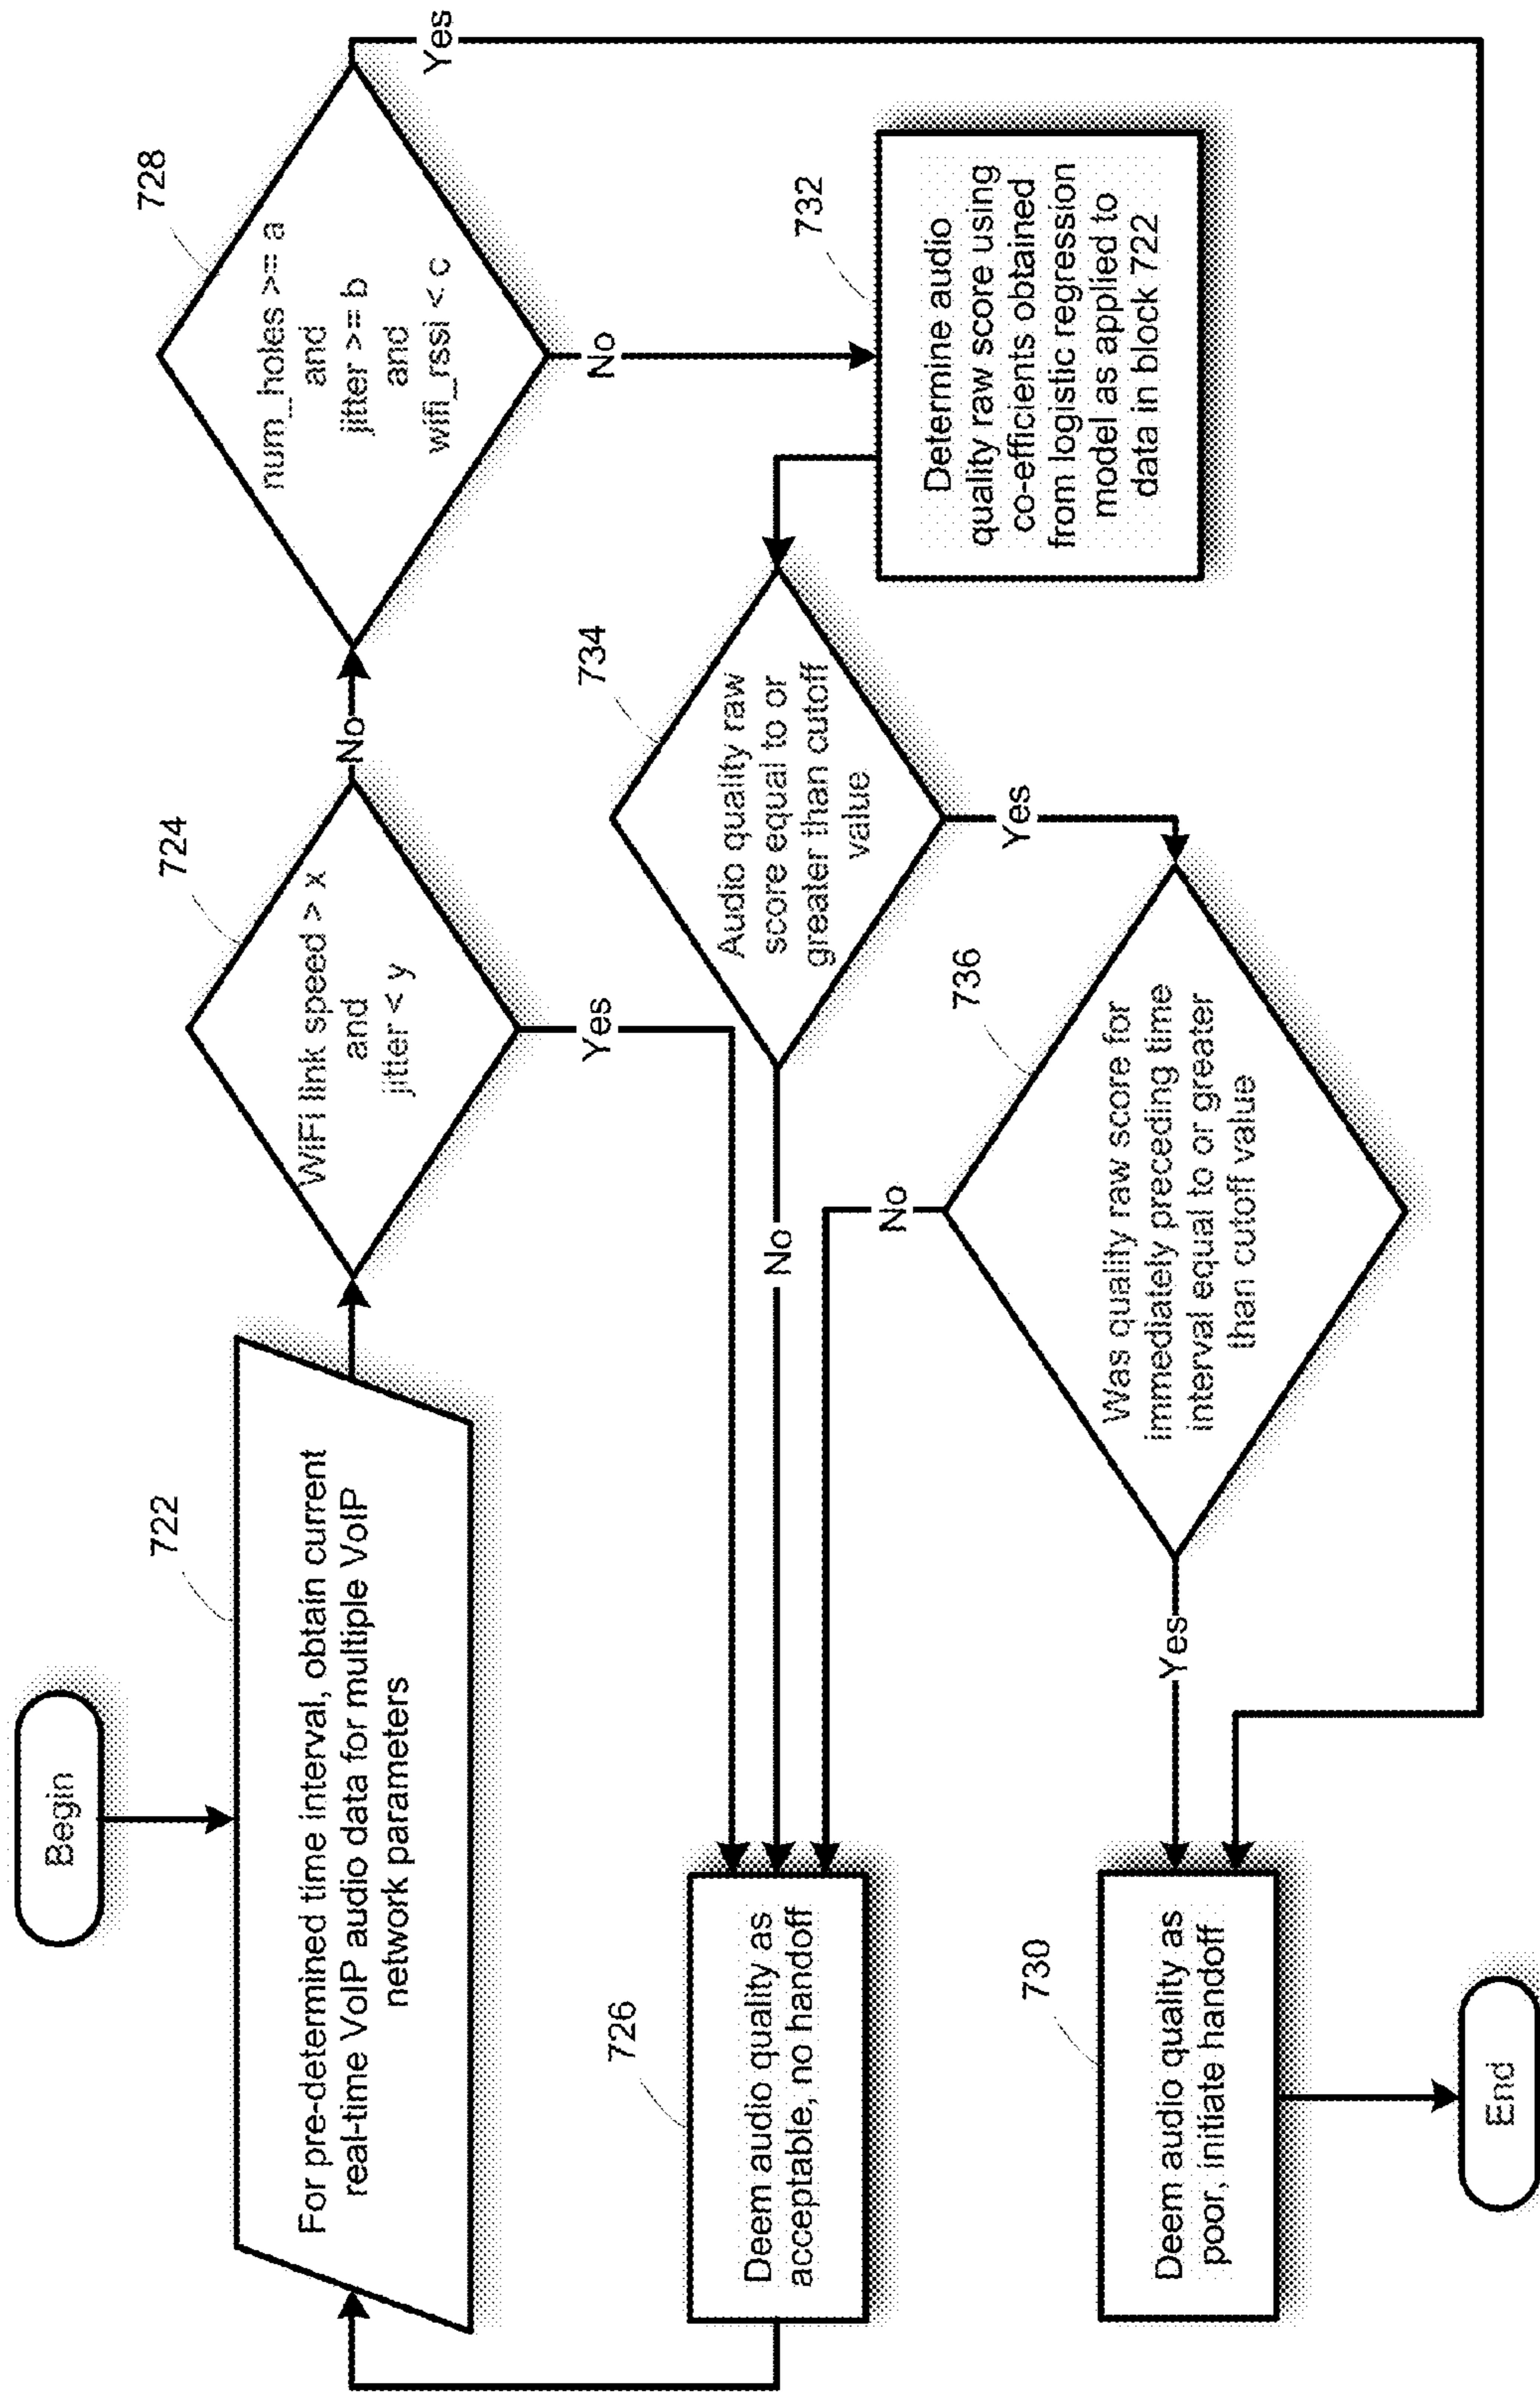 Begin
722
For pre-determined time interval, obtain current
real-time VoIP audio data for multiple VoIP
network parameters
724
WiFi link speed > x
and
jitter < y
No
Yes
728
num_holes >= a
and
jitter >= b
and
wifi_rssi < c
Yes
No
726
Deem audio quality as
acceptable, no handoff
734
Audio quality raw
score equal to or
greater than cutoff
value
No
Yes
732
Determine audio
quality raw score using
co-efficients obtained
from logistic regression
model as applied to
data in block 722
736
Was quality raw score for
immediately preceding time
interval equal to or greater
than cutoff value
No
Yes
730
Deem audio quality as
poor, initiate handoff
End